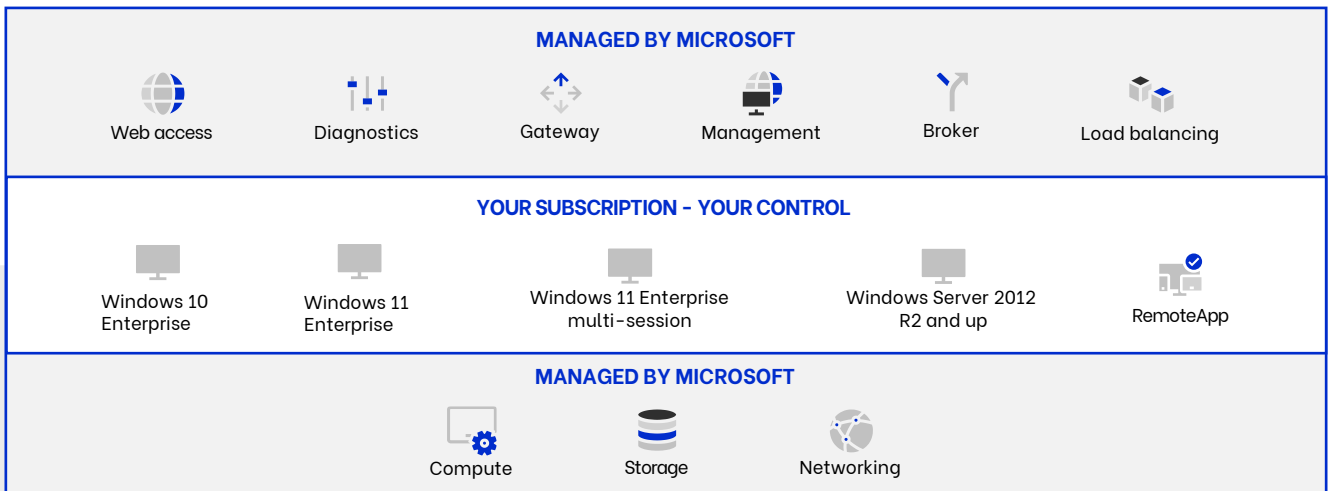 MANAGED BY MICROSOFT
Web access
Diagnostics
Gateway
Management
Broker
Load balancing
YOUR SUBSCRIPTION - YOUR CONTROL
Windows 10
Enterprise
Windows 11
Enterprise
Windows 11 Enterprise
multi-session
Windows Server 2012
R2 and up
RemoteApp
MANAGED BY MICROSOFT
Compute
Storage
Networking